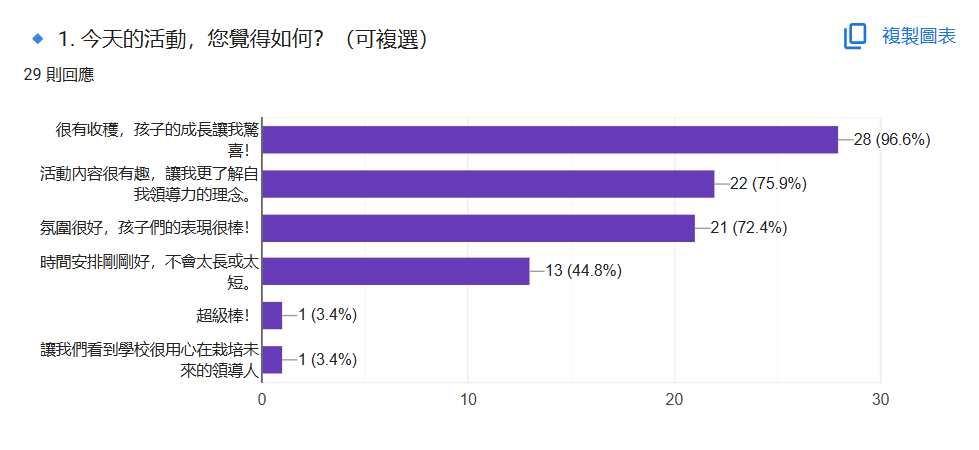 1. 今天的活動，您覺得如何？（可複選）
複製圖表
29 則回應
很有收穫，孩子的成長讓我驚
喜！
28 (96.6%)
活動內容很有趣，讓我更了解自
我領導力的理念。
22 (75.9%)
氛圍很好，孩子們的表現很棒！
21 (72.4%)
時間安排剛剛好，不會太長或太
短。
13 (44.8%)
超級棒！
1 (3.4%)
讓我們看到學校很用心在栽培未
來的領導人
1 (3.4%)
0
10
20
30